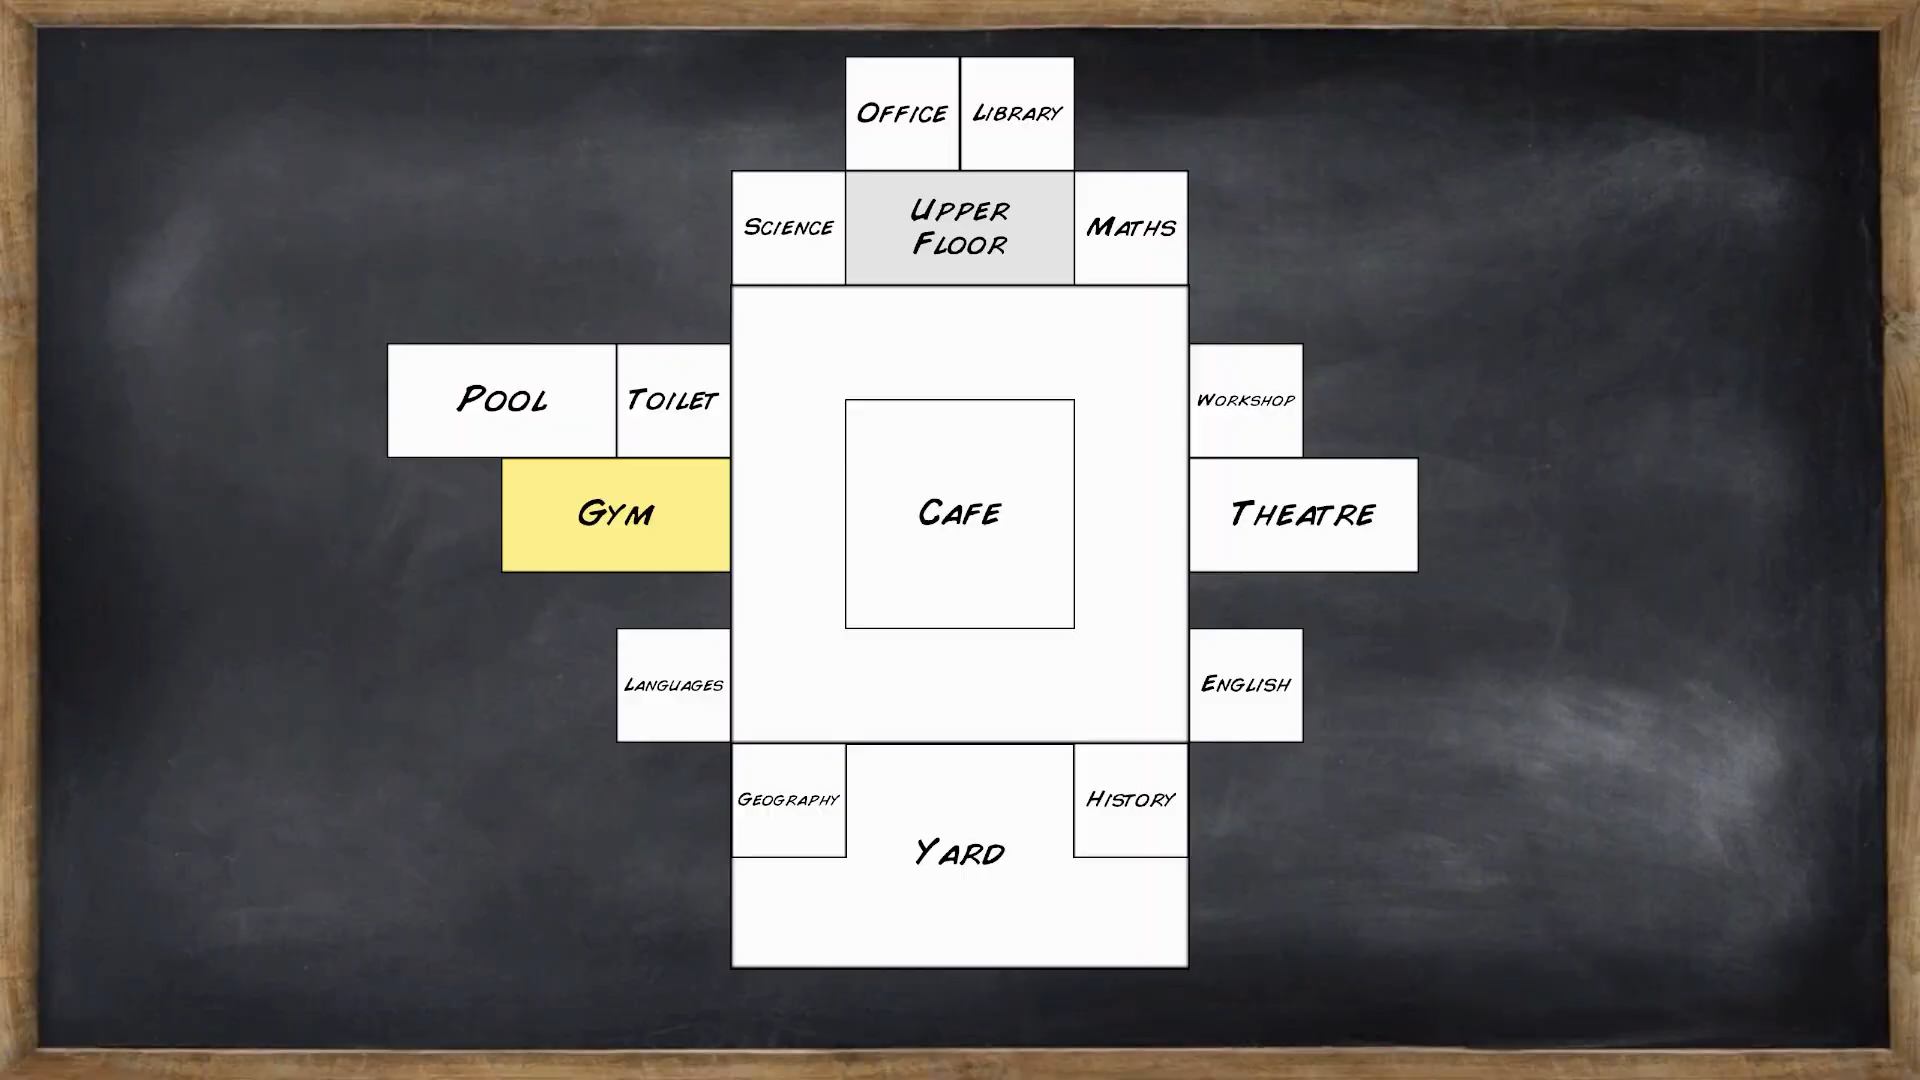 Office
Library
Science
Upper
Floor
Maths
Pool
Toilet
Workshop
Gym
Cafe
Theatre
Languages
English
Geography
History
Yard